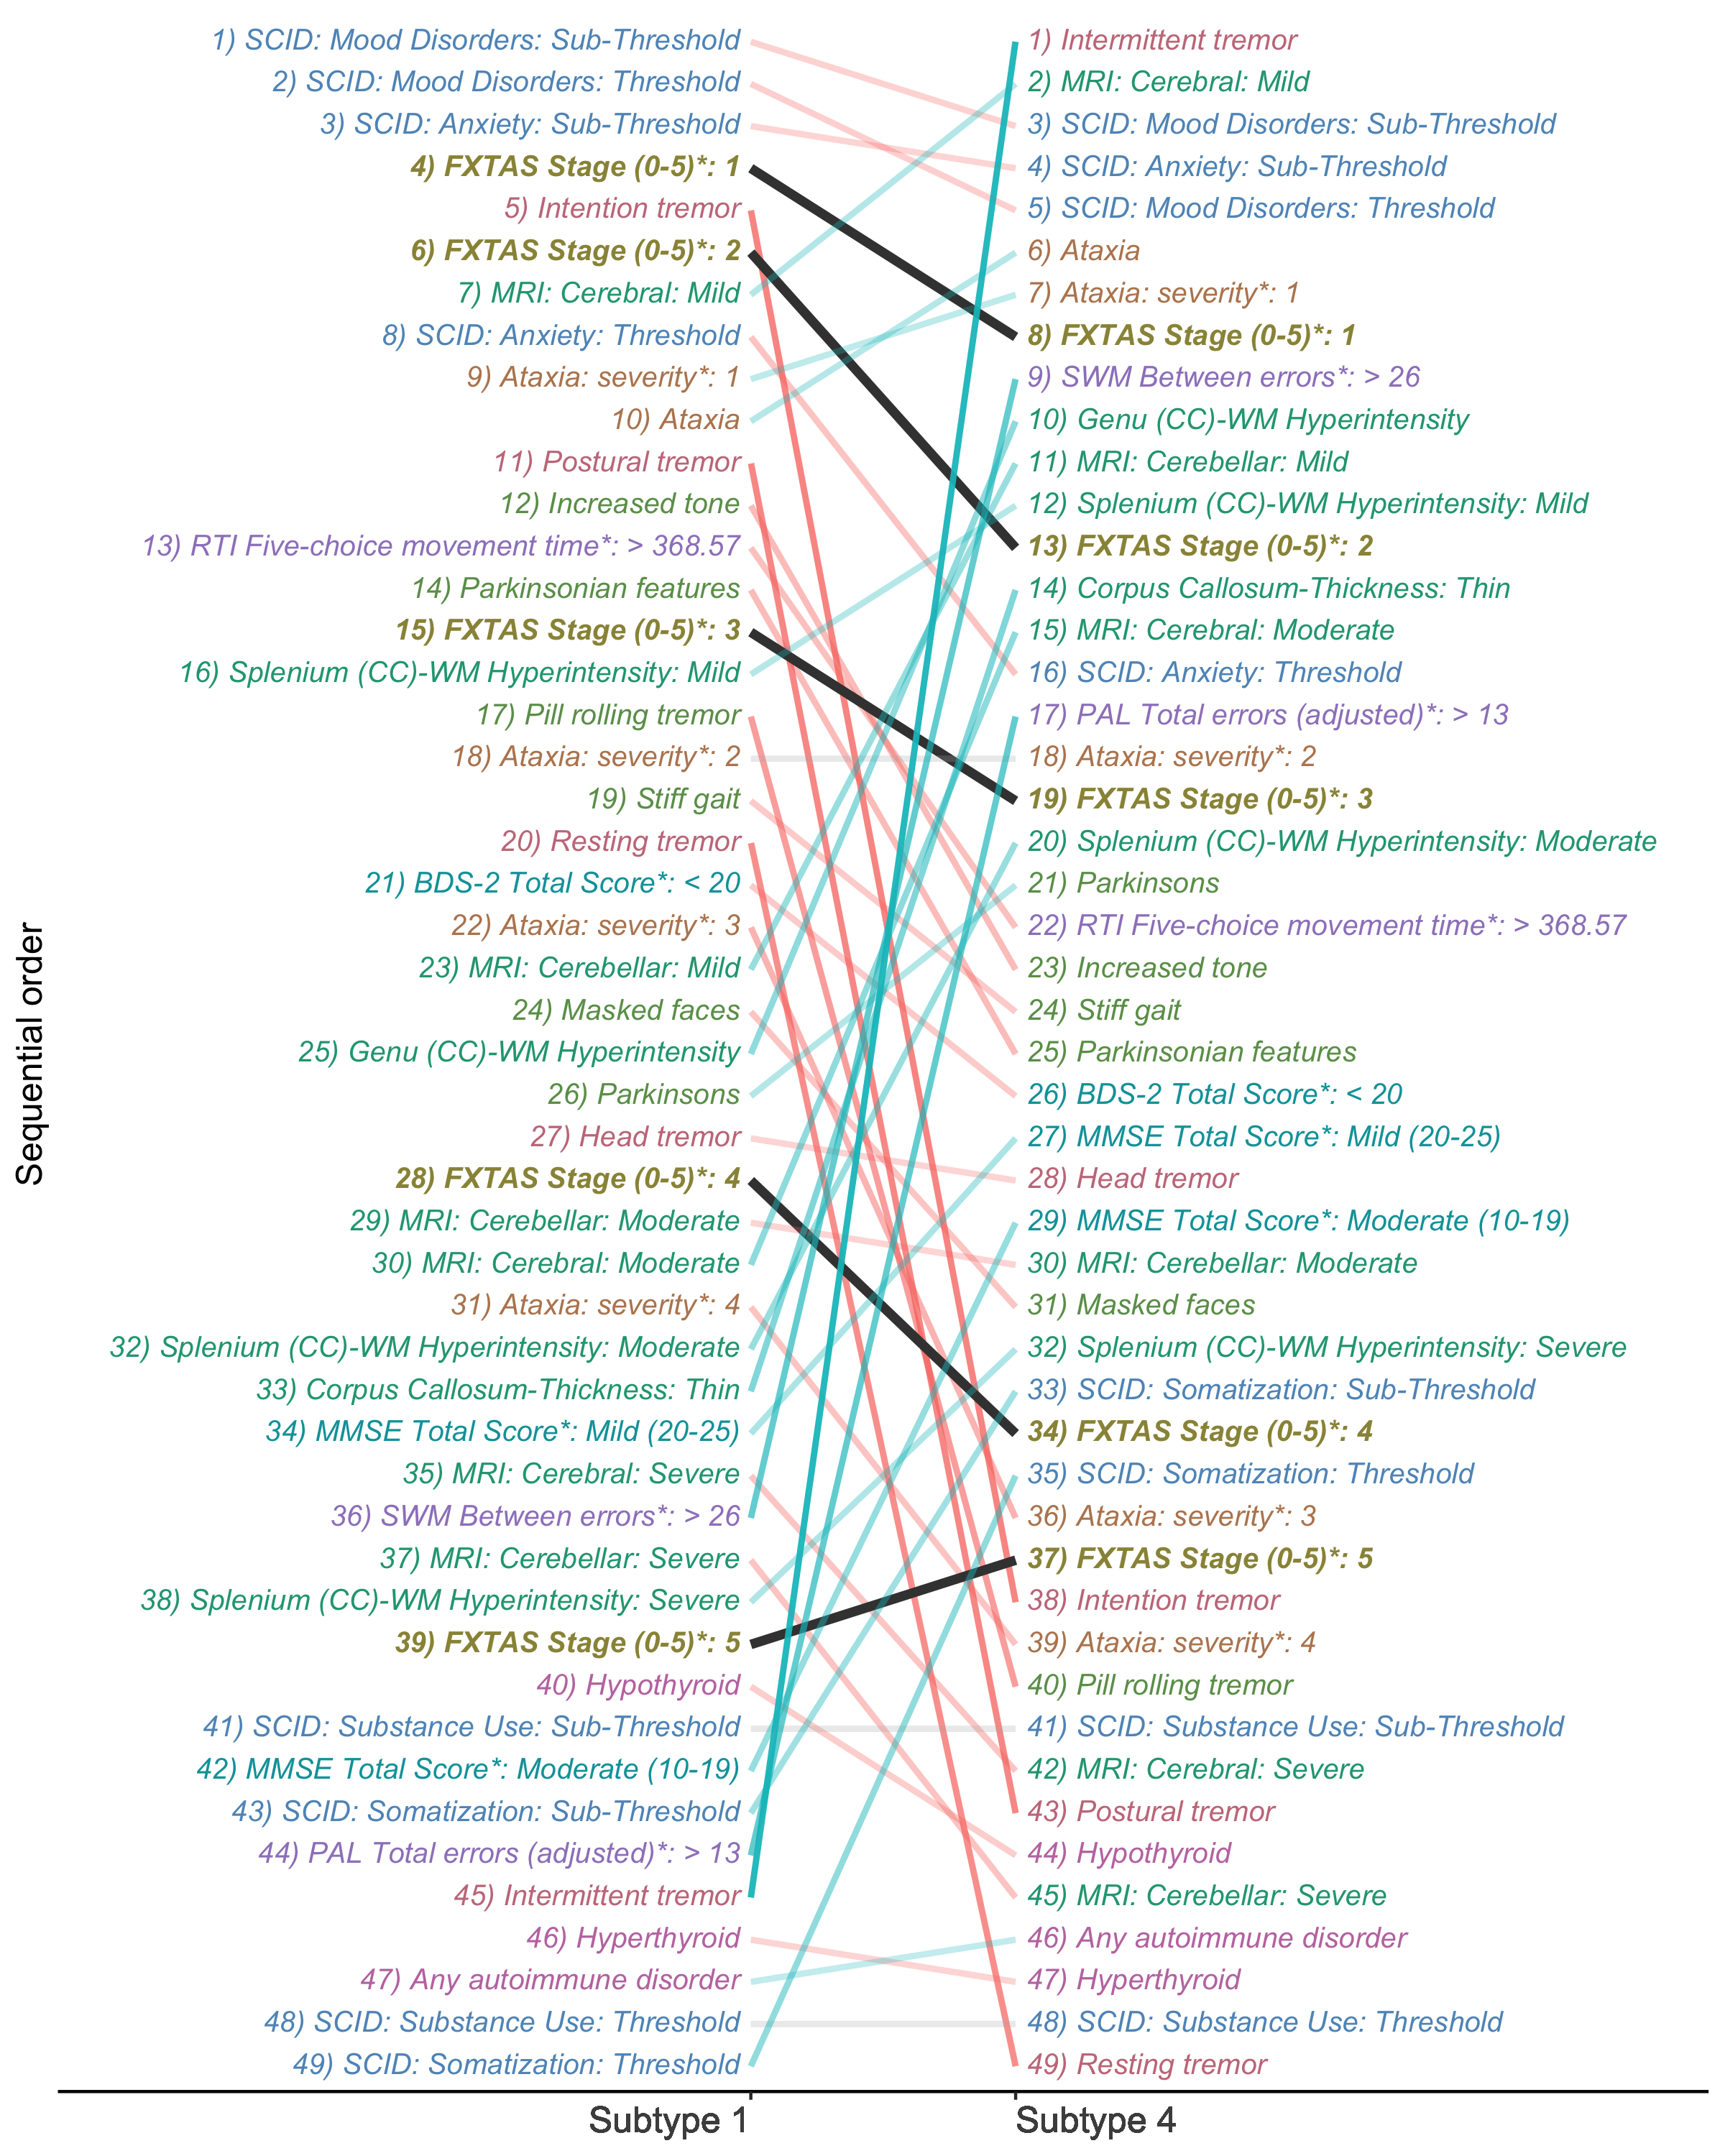 Sequential order
1) SCID: Mood Disorders: Sub-Threshold
2) SCID: Mood Disorders: Threshold
3) SCID: Anxiety: Sub-Threshold
4) FXTAS Stage (0-5)*: 1
5) Intention tremor
6) FXTAS Stage (0-5)*: 2
7) MRI: Cerebral: Mild
8) SCID: Anxiety: Threshold
9) Ataxia: severity*: 1
10) Ataxia
11) Postural tremor
12) Increased tone
13) RTI Five-choice movement time*: > 368.57
14) Parkinsonian features
15) FXTAS Stage (0-5)*: 3
16) Splenium (CC)-WM Hyperintensity: Mild
17) Pill rolling tremor
18) Ataxia: severity*: 2
19) Stiff gait
20) Resting tremor
21) BDS-2 Total Score*: < 20
22) Ataxia: severity*: 3
23) MRI: Cerebellar: Mild
24) Masked faces
25) Genu (CC)-WM Hyperintensity
26) Parkinsons
27) Head tremor
28) FXTAS Stage (0-5)*: 4
29) MRI: Cerebellar: Moderate
30) MRI: Cerebral: Moderate
31) Ataxia: severity*: 4
32) Splenium (CC)-WM Hyperintensity: Moderate
33) Corpus Callosum-Thickness: Thin
34) MMSE Total Score*: Mild (20-25)
35) MRI: Cerebral: Severe
36) SWM Between errors*: > 26
37) MRI: Cerebellar: Severe
38) Splenium (CC)-WM Hyperintensity: Severe
39) FXTAS Stage (0-5)*: 5
40) Hypothyroid
41) SCID: Substance Use: Sub-Threshold
42) MMSE Total Score*: Moderate (10-19)
43) SCID: Somatization: Sub-Threshold
44) PAL Total errors (adjusted)*: > 13
45) Intermittent tremor
46) Hyperthyroid
47) Any autoimmune disorder
48) SCID: Substance Use: Threshold
49) SCID: Somatization: Threshold
Subtype 1
1) Intermittent tremor
2) MRI: Cerebral: Mild
3) SCID: Mood Disorders: Sub-Threshold
4) SCID: Anxiety: Sub-Threshold
5) SCID: Mood Disorders: Threshold
6) Ataxia
7) Ataxia: severity*: 1
8) FXTAS Stage (0-5)*: 1
9) SWM Between errors*: > 26
10) Genu (CC)-WM Hyperintensity
11) MRI: Cerebellar: Mild
12) Splenium (CC)-WM Hyperintensity: Mild
13) FXTAS Stage (0-5)*: 2
14) Corpus Callosum-Thickness: Thin
15) MRI: Cerebral: Moderate
16) SCID: Anxiety: Threshold
17) PAL Total errors (adjusted)*: > 13
18) Ataxia: severity*: 2
19) FXTAS Stage (0-5)*: 3
20) Splenium (CC)-WM Hyperintensity: Moderate
21) Parkinsons
22) RTI Five-choice movement time*: > 368.57
23) Increased tone
24) Stiff gait
25) Parkinsonian features
26) BDS-2 Total Score*: < 20
27) MMSE Total Score*: Mild (20-25)
28) Head tremor
29) MMSE Total Score*: Moderate (10-19)
30) MRI: Cerebellar: Moderate
31) Masked faces
32) Splenium (CC)-WM Hyperintensity: Severe
33) SCID: Somatization: Sub-Threshold
34) FXTAS Stage (0-5)*: 4
35) SCID: Somatization: Threshold
36) Ataxia: severity*: 3
37) FXTAS Stage (0-5)*: 5
38) Intention tremor
39) Ataxia: severity*: 4
40) Pill rolling tremor
41) SCID: Substance Use: Sub-Threshold
42) MRI: Cerebral: Severe
43) Postural tremor
44) Hypothyroid
45) MRI: Cerebellar: Severe
46) Any autoimmune disorder
47) Hyperthyroid
48) SCID: Substance Use: Threshold
49) Resting tremor
Subtype 4